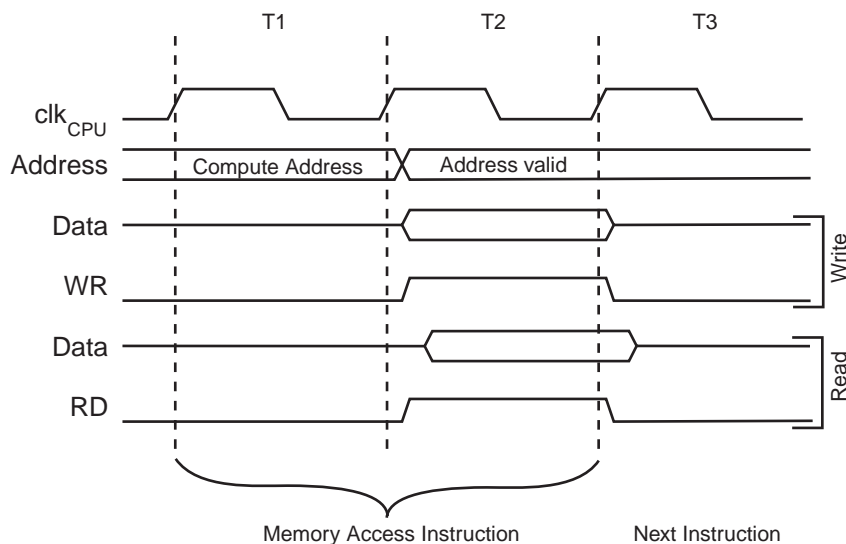 T1 T2 T3
clkCPU
Address Compute Address Address valid
Data
WR
Write
Data
RD
Read
Memory Access Instruction Next Instruction